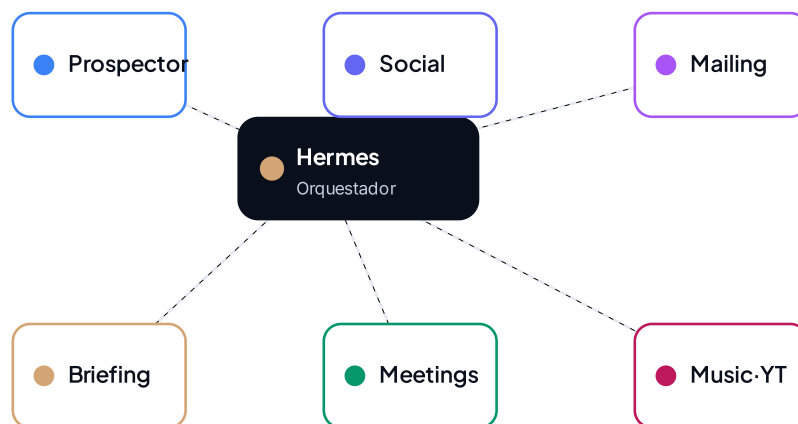 Prospector
Social
Mailing
Hermes
Orquestador
Briefing
Meetings
Music·YT